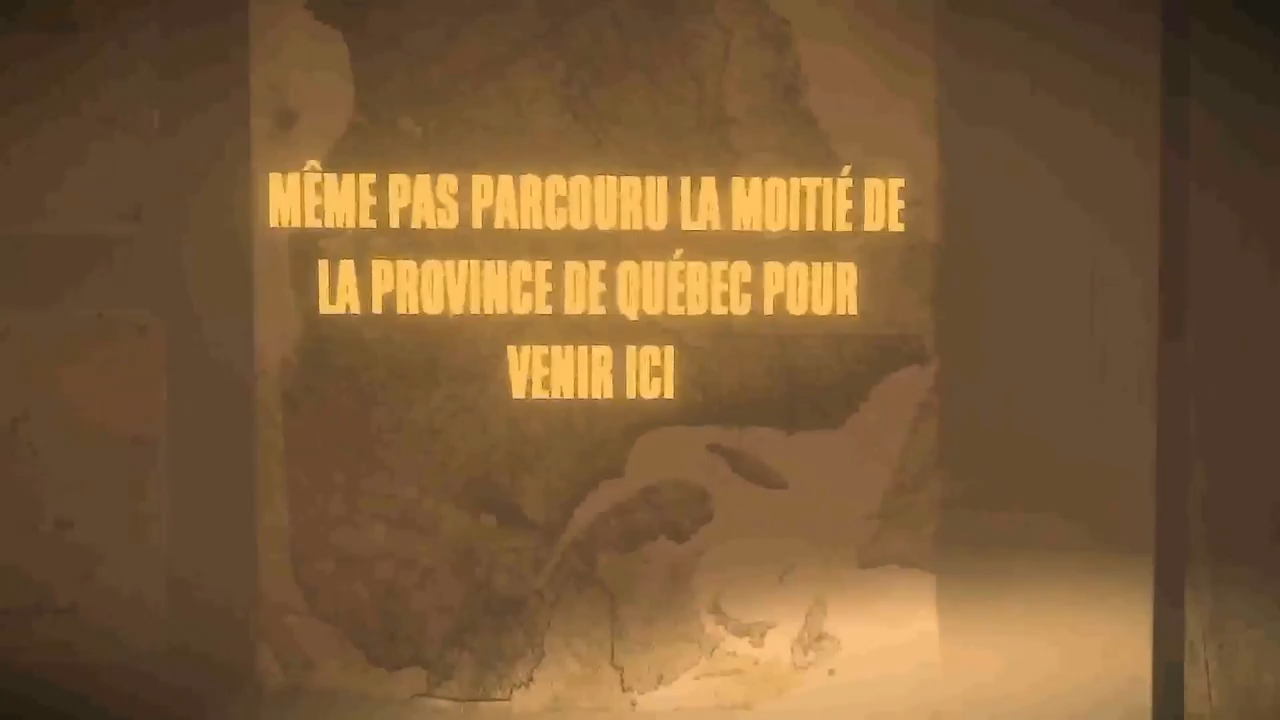 MÊME PAS PARCOURU LA MOITIÉ DE
LA PROVINCE DE QUÉBEC POUR
VENIR ICI